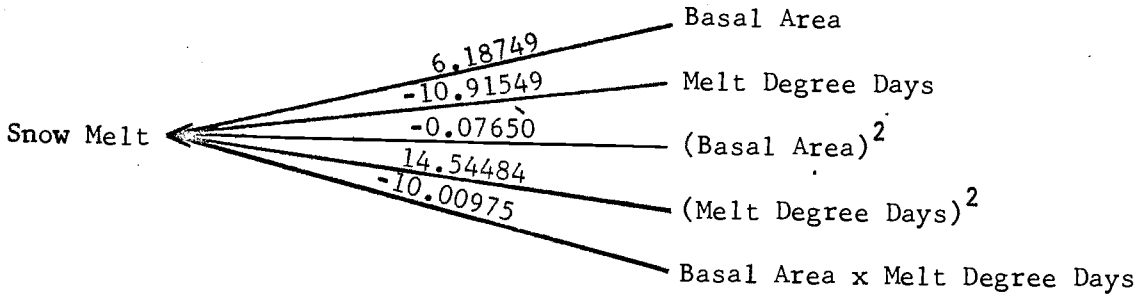 Basal Area
6.18749
Melt Degree Days
-10.91549
Snow Melt
-0.07650
(Basal Area)²
14.54484
(Melt Degree Days)²
-10.00975
Basal Area x Melt Degree Days